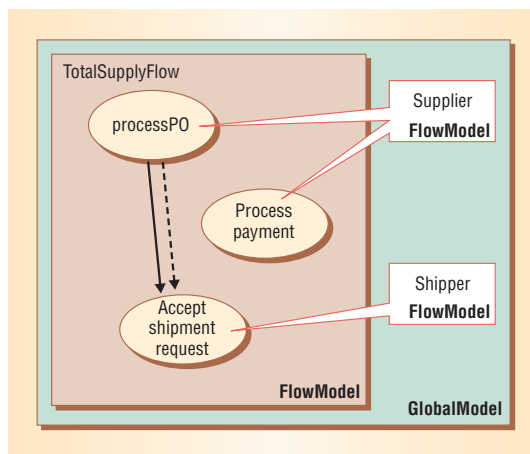 TotalSupplyFlow
processPO
Supplier
FlowModel
Process
payment
Shipper
FlowModel
Accept
shipment
request
FlowModel
GlobalModel